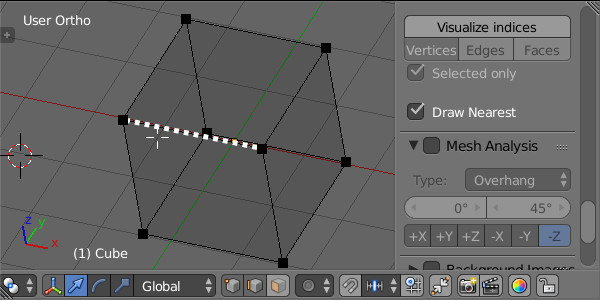 User Ortho
Visualize indices
Vertices Edges Faces
Selected only
Draw Nearest
Mesh Analysis
Type: Overhang
0° 45°
+X +Y +Z -X -Y -Z
Background Images
z
y
x
(1) Cube
Global